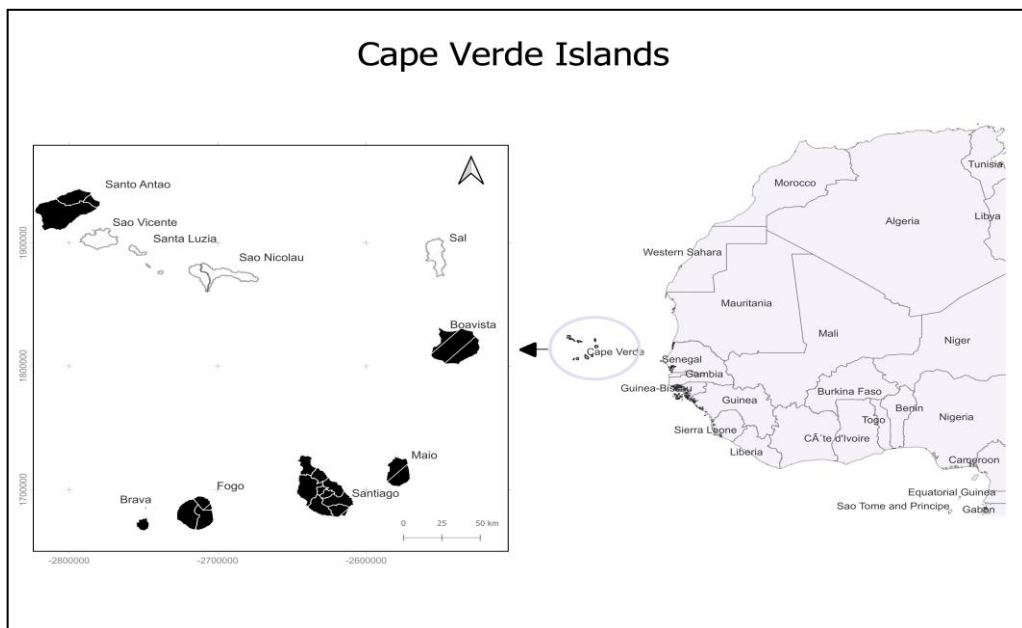 Cape Verde Islands
Santo Antao
Sao Vicente
Santa Luzia
Sao Nicolau
Sal
Boavista
Maio
Santiago
Fogo
Brava
0 25 50 km
1900000
1800000
1700000
-2800000 -2700000 -2600000
Tunisia
Morocco
Algeria
Libya
Western Sahara
Mauritania
Mali
Niger
Cape Verde
Senegal
Gambia
Guinea-Bissau
Guinea
Burkina Faso
Benin
Togo
Nigeria
Sierra Leone
CÃ´te d'Ivoire
Liberia
Cameroon
Equatorial Guinea
Sao Tome and Principe
Gabon